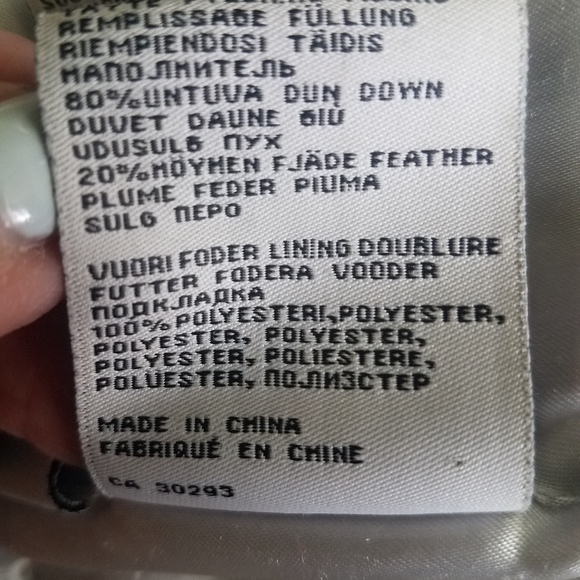 REMPLISSAGE FÜLLUNG
RIEMPIENDOSI TÄIDIS
НАПОЛНИТЕЛЬ
80%UNTUVA DUN DOWN
DUVET DAUNE GIÙ
UDUSULG ПУХ
20%HÖYHEN FJÄDE FEATHER
PLUME FEDER PIUMA
SULG ПЕРО
VUORI FODER LINING DOUBLURE
FUTTER FODERA VOODER
ПОДКЛАДКА
100%POLYESTERI,POLYESTER,
POLYESTER, POLYESTER,
POLYESTER, POLIESTERE,
POLÜESTER, ПОЛИЭСТЕР
MADE IN CHINA
FABRIQUÉ EN CHINE
CA 30293